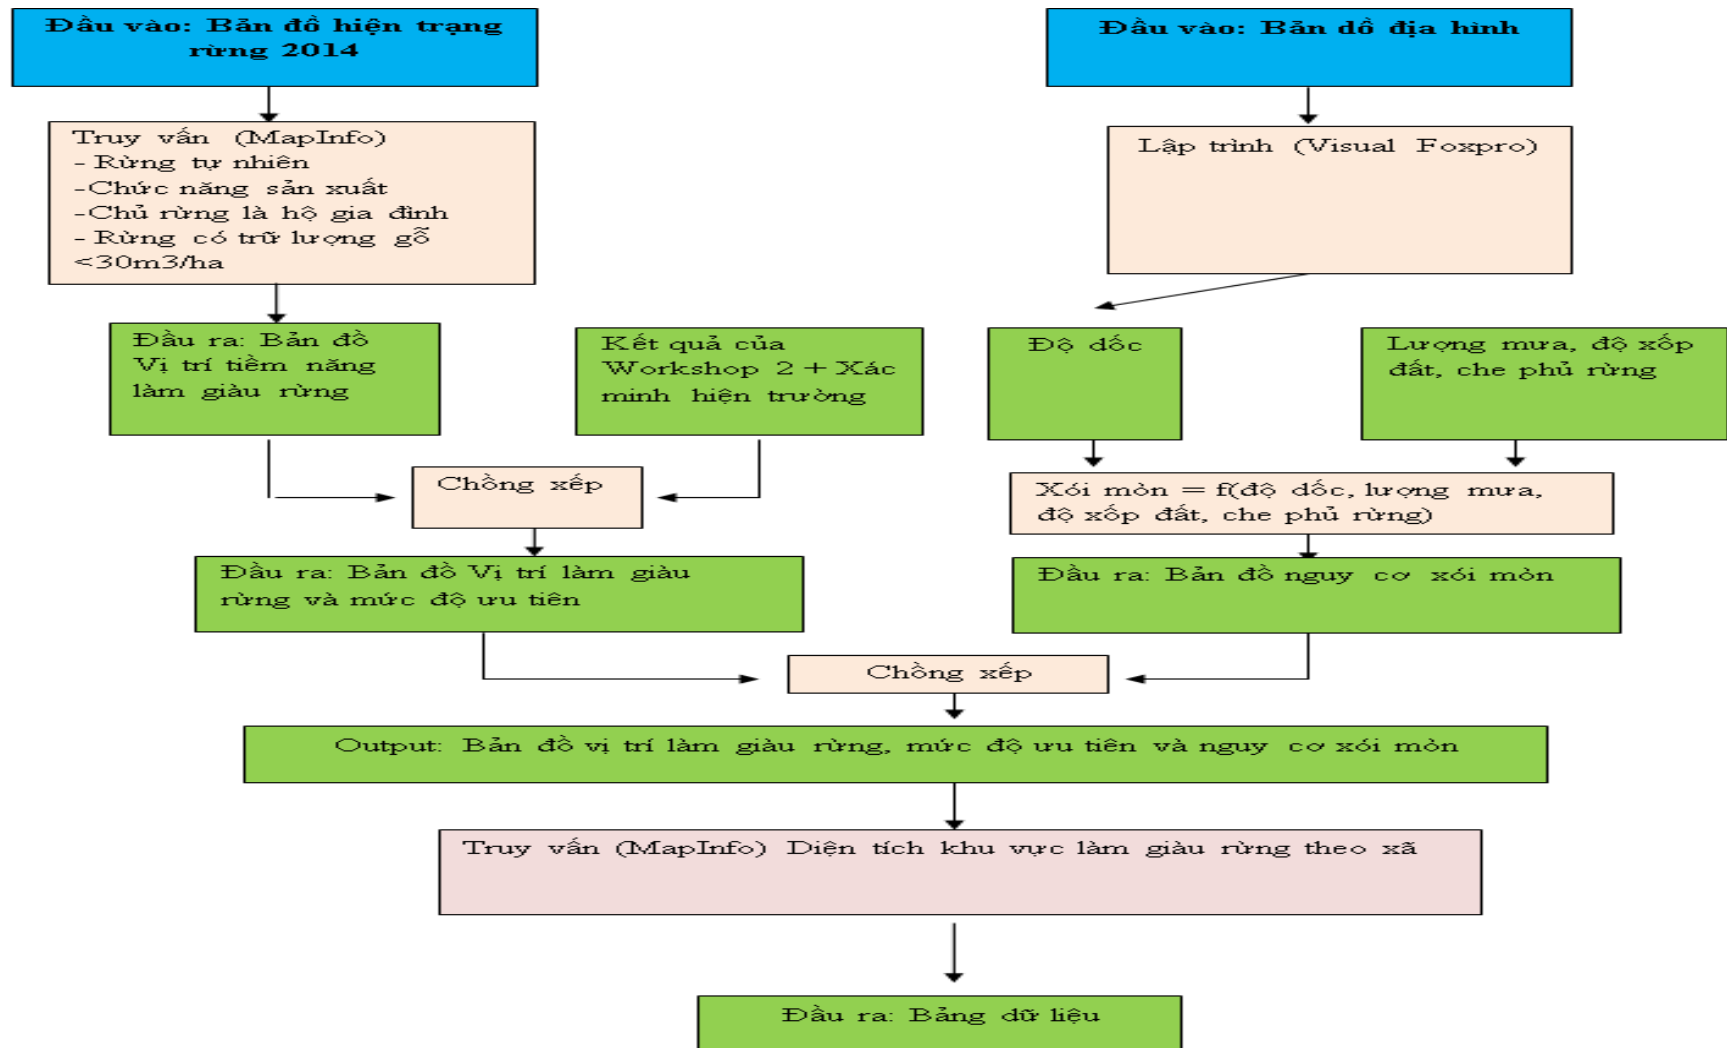 Đầu vào: Bản đồ hiện trạng
rừng 2014
Đầu vào: Bản dồ địa hình
Truy vấn (MapInfo)
- Rừng tự nhiên
-Chức năng sản xuất
-Chủ rừng là hộ gia đình
- Rừng có trữ lượng gỗ
<30m3/ha
Lập trình (Visual Foxpro)
Đầu ra: Bản đồ
Vị trí tiềm năng
làm giàu rừng
Kết quả của
Workshop 2 + Xác
minh hiện trường
Độ dốc
Lượng mưa, độ xốp
đất, che phủ rừng
Chồng xếp
Xói mòn = f(độ dốc, lượng mưa,
độ xốp đất, che phủ rừng)
Đầu ra: Bản đồ Vị trí làm giàu
rừng và mức độ ưu tiên
Đầu ra: Bản đồ nguy cơ xói mòn
Chồng xếp
Output: Bản đồ vị trí làm giàu rừng, mức độ ưu tiên và nguy cơ xói mòn
Truy vấn (MapInfo) Diện tích khu vực làm giàu rừng theo xã
Đầu ra: Bảng dữ liệu